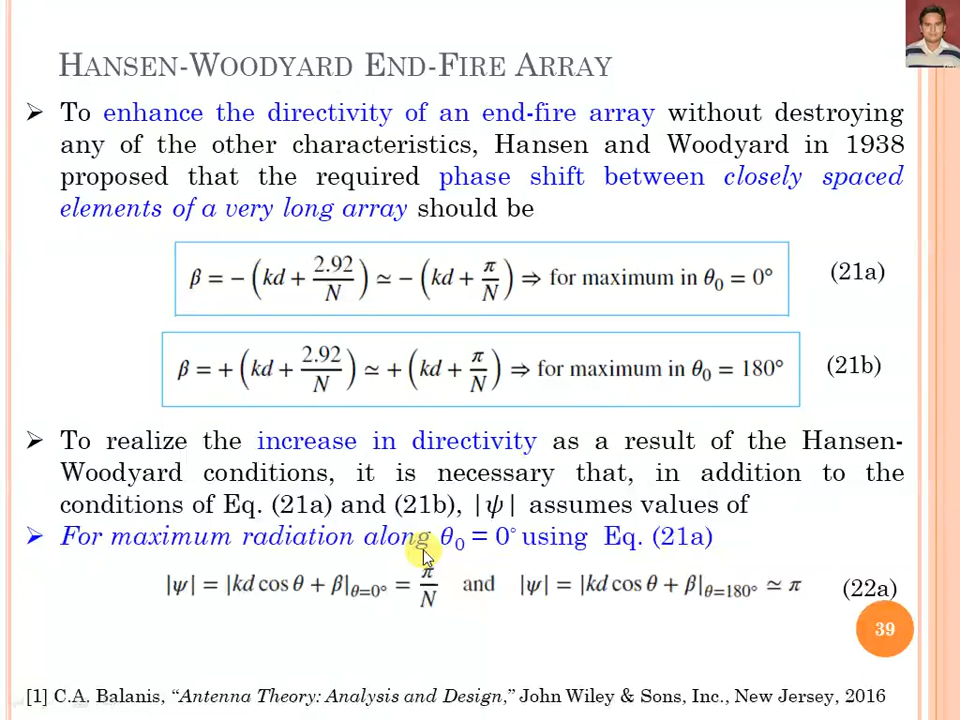 HANSEN-WOODYARD END-FIRE ARRAY
➢ To enhance the directivity of an end-fire array without destroying
any of the other characteristics, Hansen and Woodyard in 1938
proposed that the required phase shift between closely spaced
elements of a very long array should be
β = − (kd + 2.92/N) ≃ − (kd + π/N) ⇒ for maximum in θ₀ = 0° (21a)
β = + (kd + 2.92/N) ≃ + (kd + π/N) ⇒ for maximum in θ₀ = 180° (21b)
➢ To realize the increase in directivity as a result of the Hansen-
Woodyard conditions, it is necessary that, in addition to the
conditions of Eq. (21a) and (21b), |ψ| assumes values of
➢ For maximum radiation along θ₀ = 0° using Eq. (21a)
|ψ| = |kd cos θ + β|θ=0° = π/N and |ψ| = |kd cos θ + β|θ=180° ≃ π (22a)
39
[1] C.A. Balanis, “Antenna Theory: Analysis and Design,” John Wiley & Sons, Inc., New Jersey, 2016